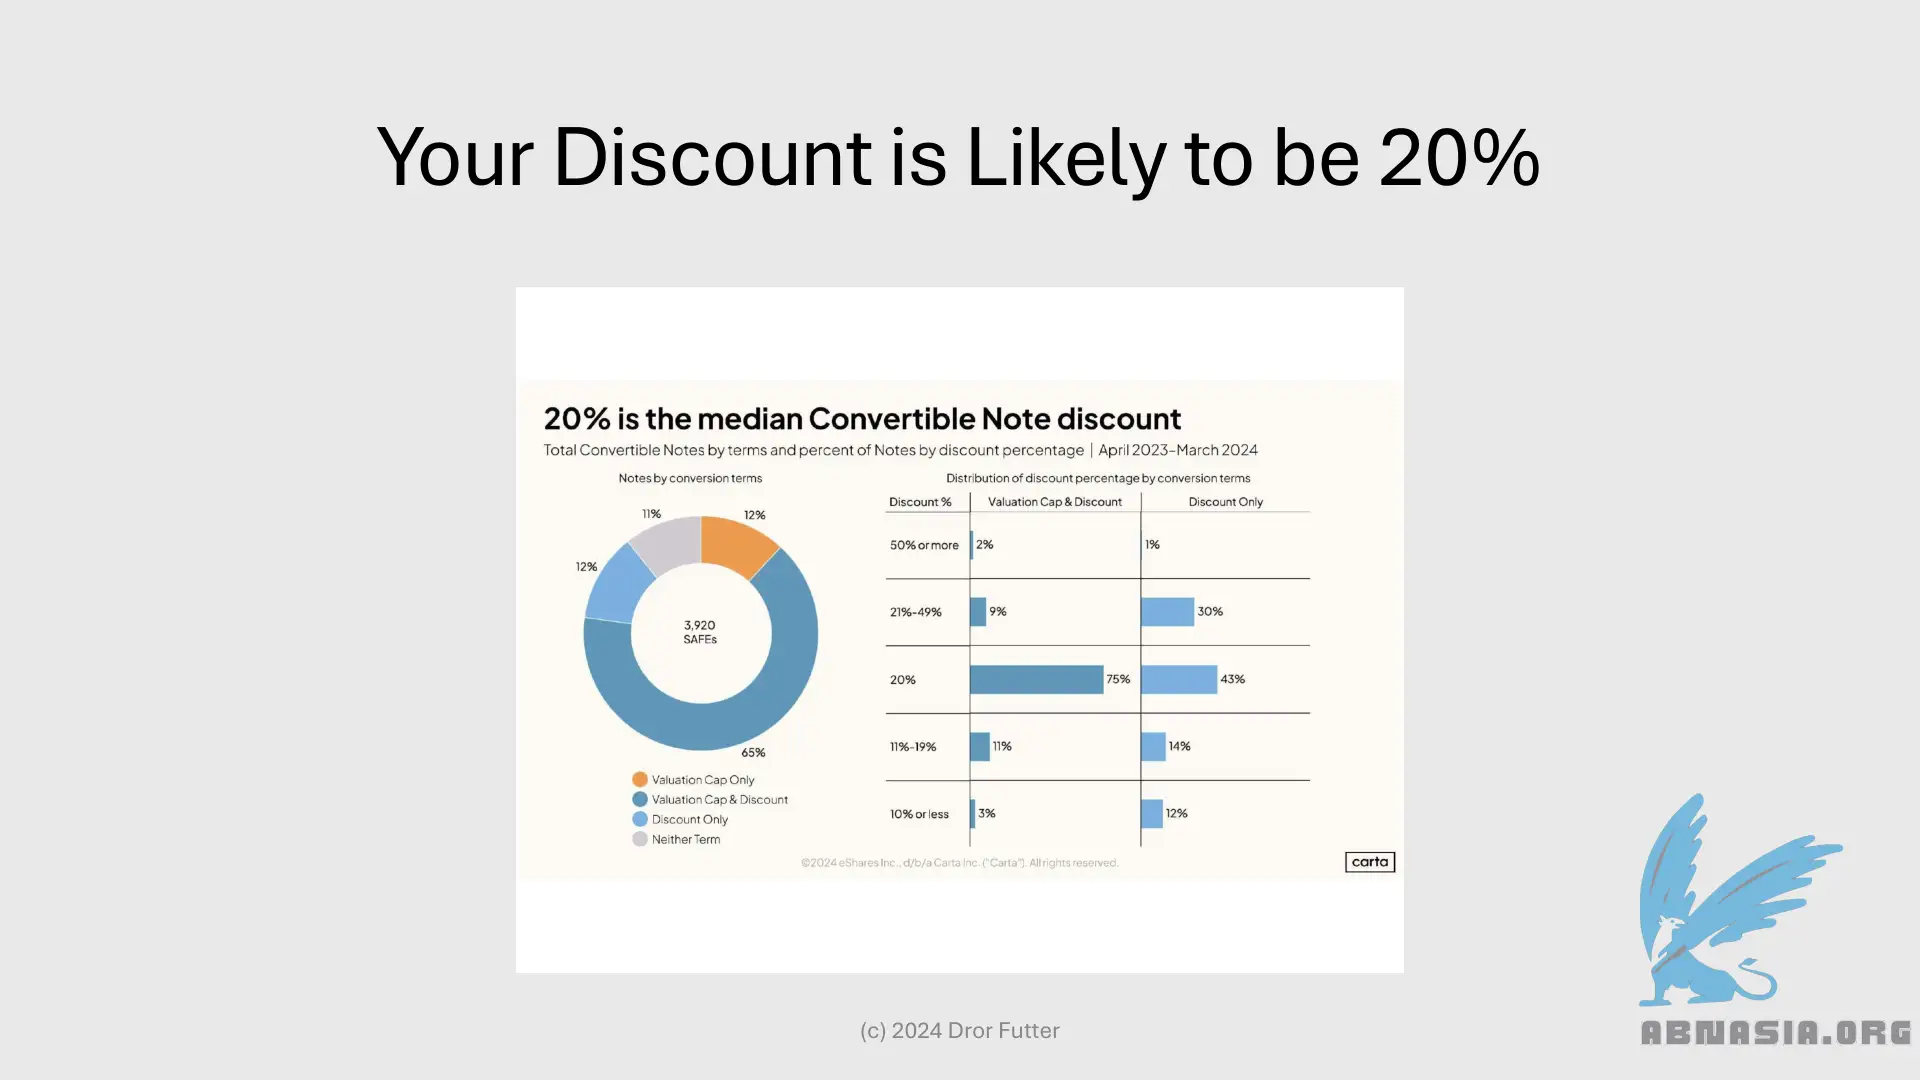 Your Discount is Likely to be 20%
20% is the median Convertible Note discount
Total Convertible Notes by terms and percent of Notes by discount percentage | April 2023–March 2024
Notes by conversion terms
11%
12%
12%
3,920
SAFEs
65%
Valuation Cap Only
Valuation Cap & Discount
Discount Only
Neither Term
Distribution of discount percentage by conversion terms
Discount % Valuation Cap & Discount Discount Only
50% or more 2% 1%
21%-49% 9% 30%
20% 75% 43%
11%-19% 11% 14%
10% or less 3% 12%
©2024 eShares Inc., d/b/a Carta Inc. ("Carta"). All rights reserved.
carta
(c) 2024 Dror Futter
ABNASIA.ORG